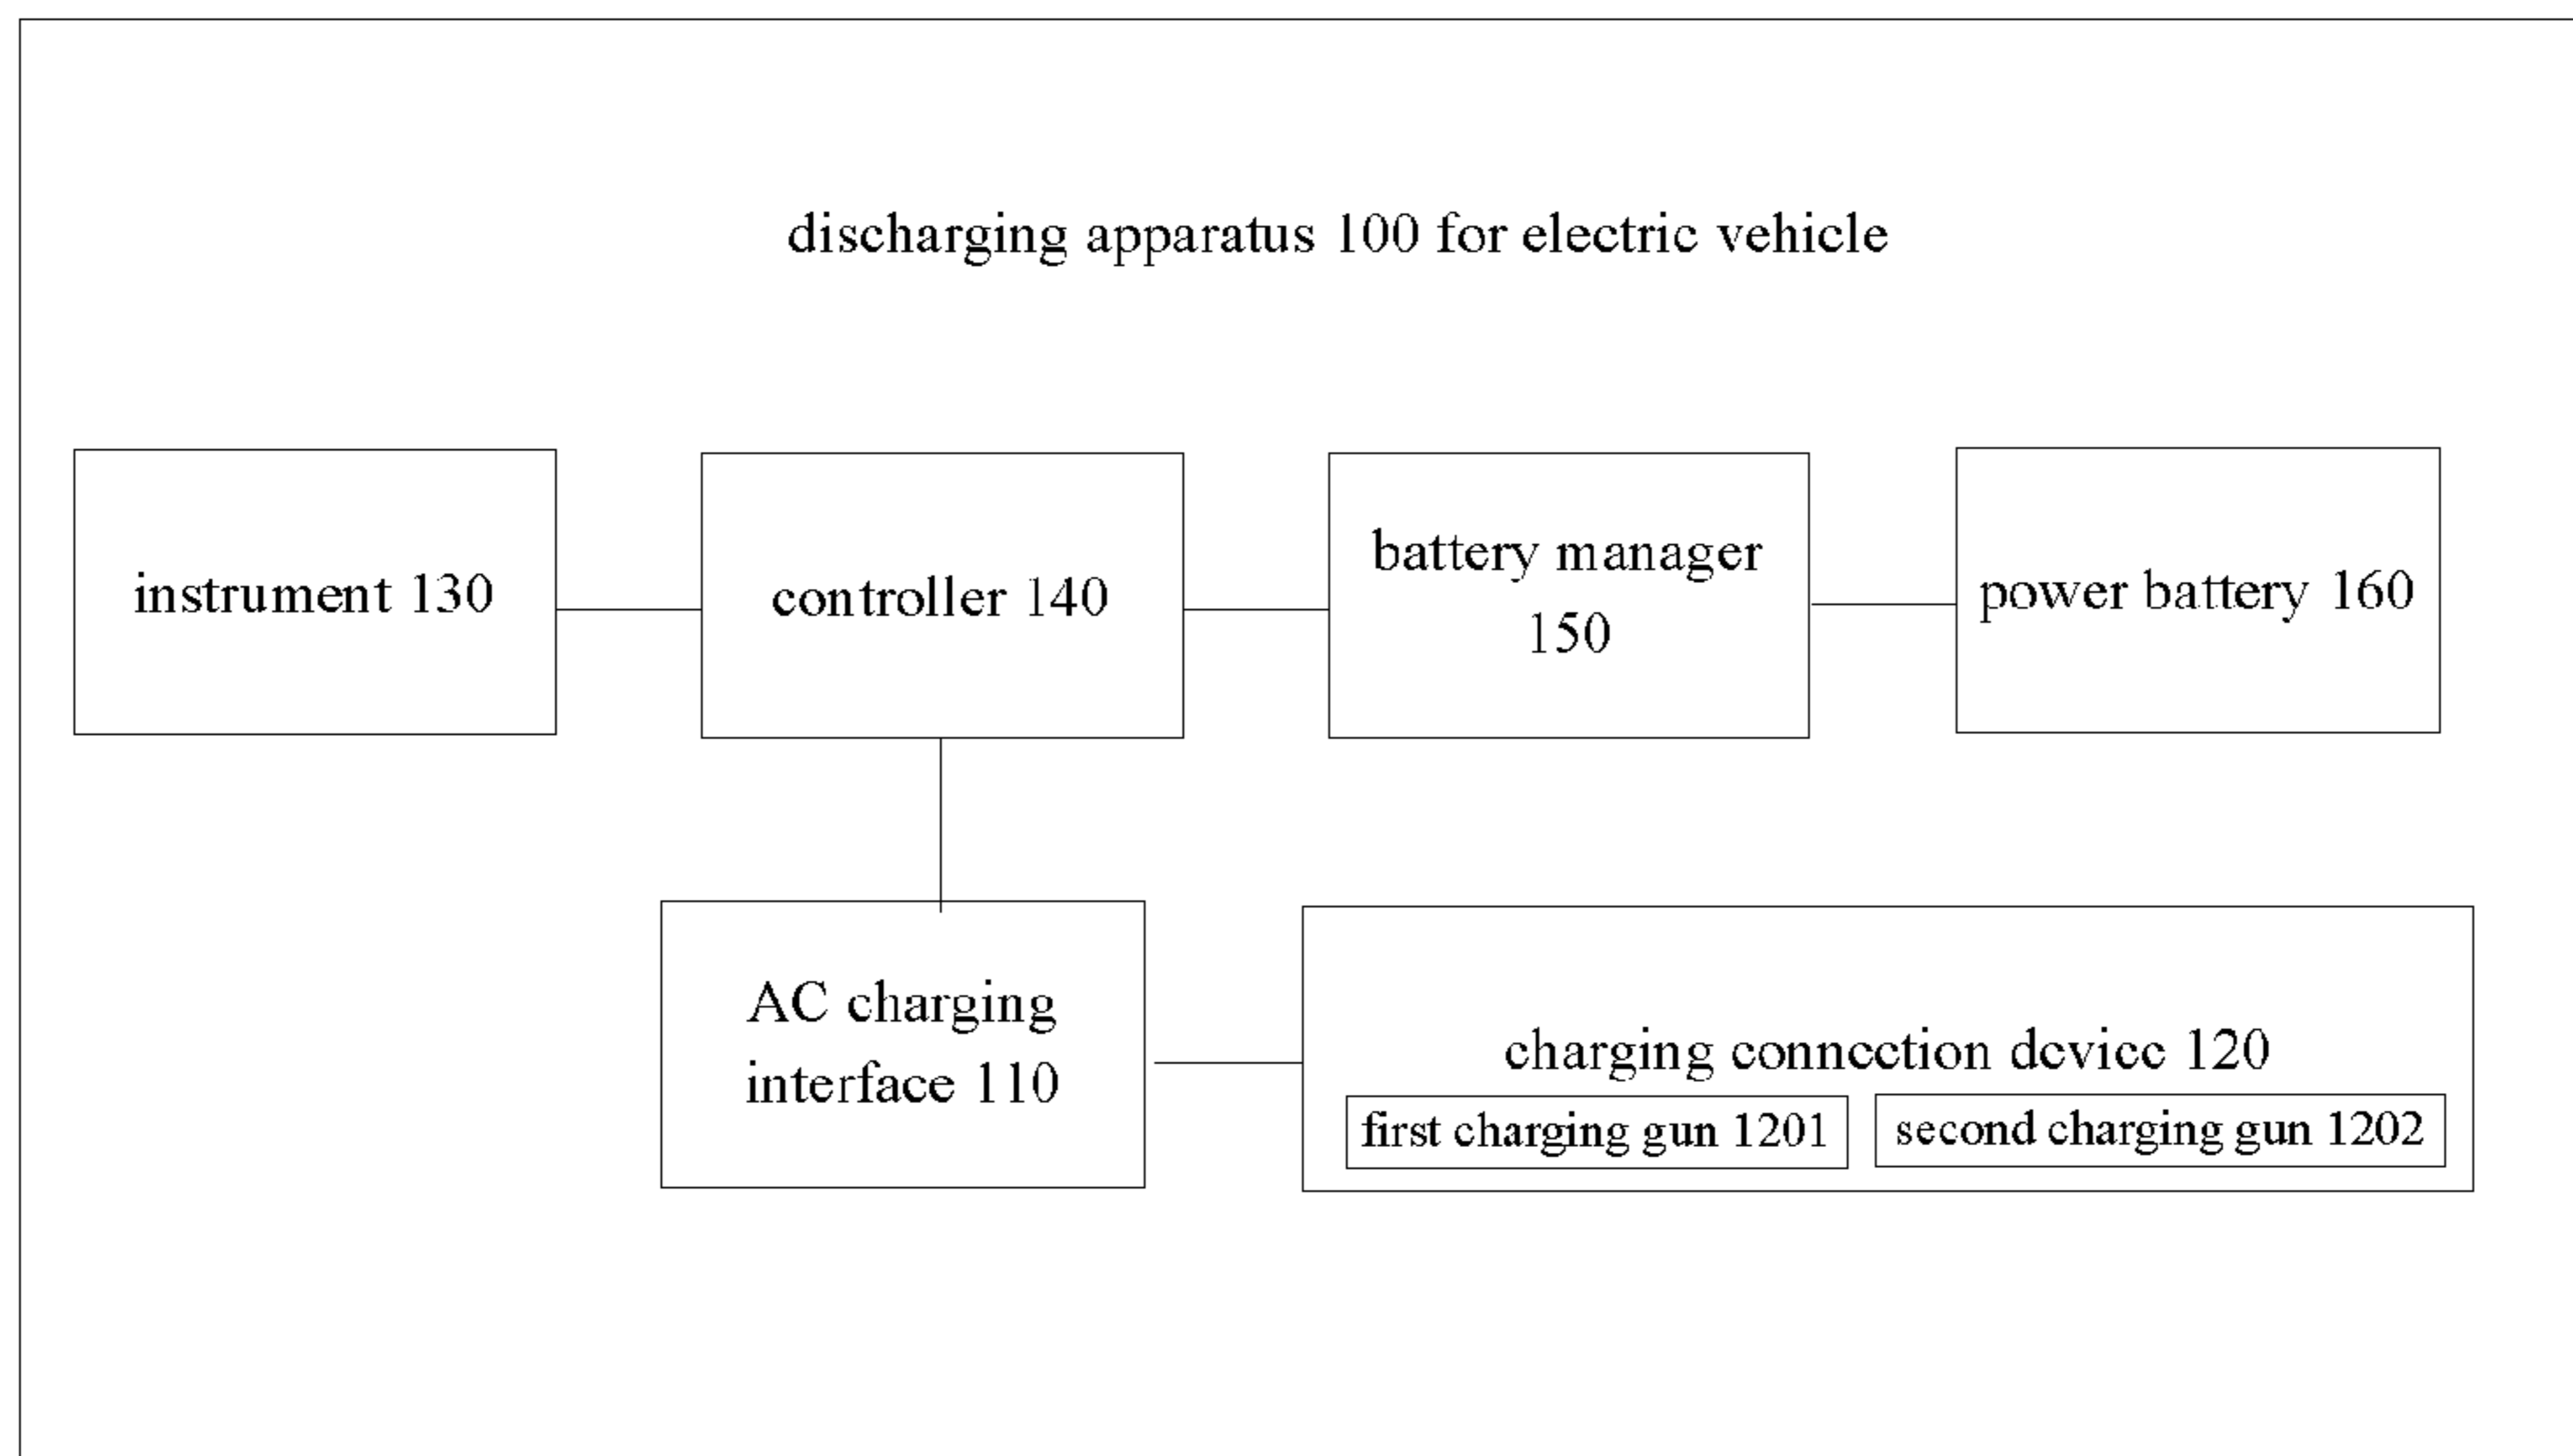 discharging apparatus 100 for electric vehicle
instrument 130
controller 140
battery manager
150
power battery 160
AC charging
interface 110
charging connection device 120
first charging gun 1201
second charging gun 1202